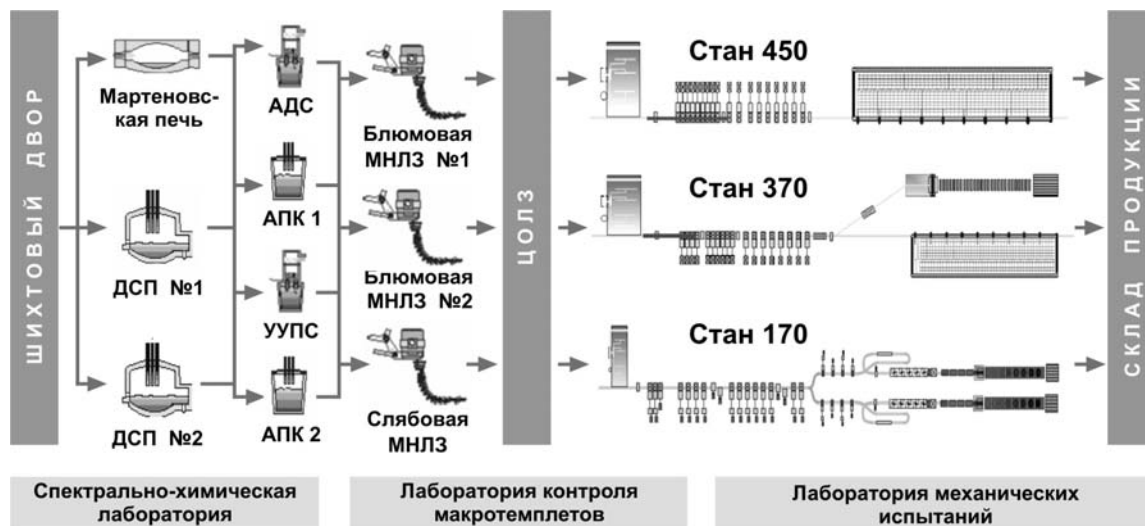 ШИХТОВЫЙ ДВОР
Мартеновс-
кая печь
ДСП №1
ДСП №2
АДС
АПК 1
УУПС
АПК 2
Блюмовая
МНЛЗ №1
Блюмовая
МНЛЗ №2
Слябовая
МНЛЗ
ЦОЛЗ
Стан 450
Стан 370
Стан 170
СКЛАД ПРОДУКЦИИ
Спектрально-химическая
лаборатория
Лаборатория контроля
макротемплетов
Лаборатория механических
испытаний